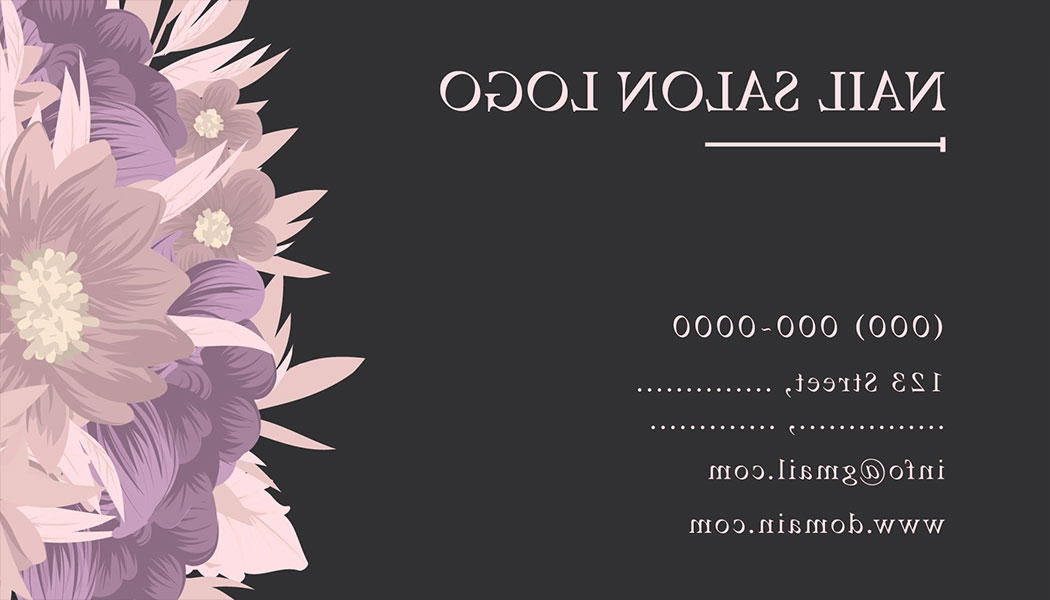 NAIL SALON LOGO
(000) 000-0000
123 Street, ..............
................, .............
info@gmail.com
www.domain.com